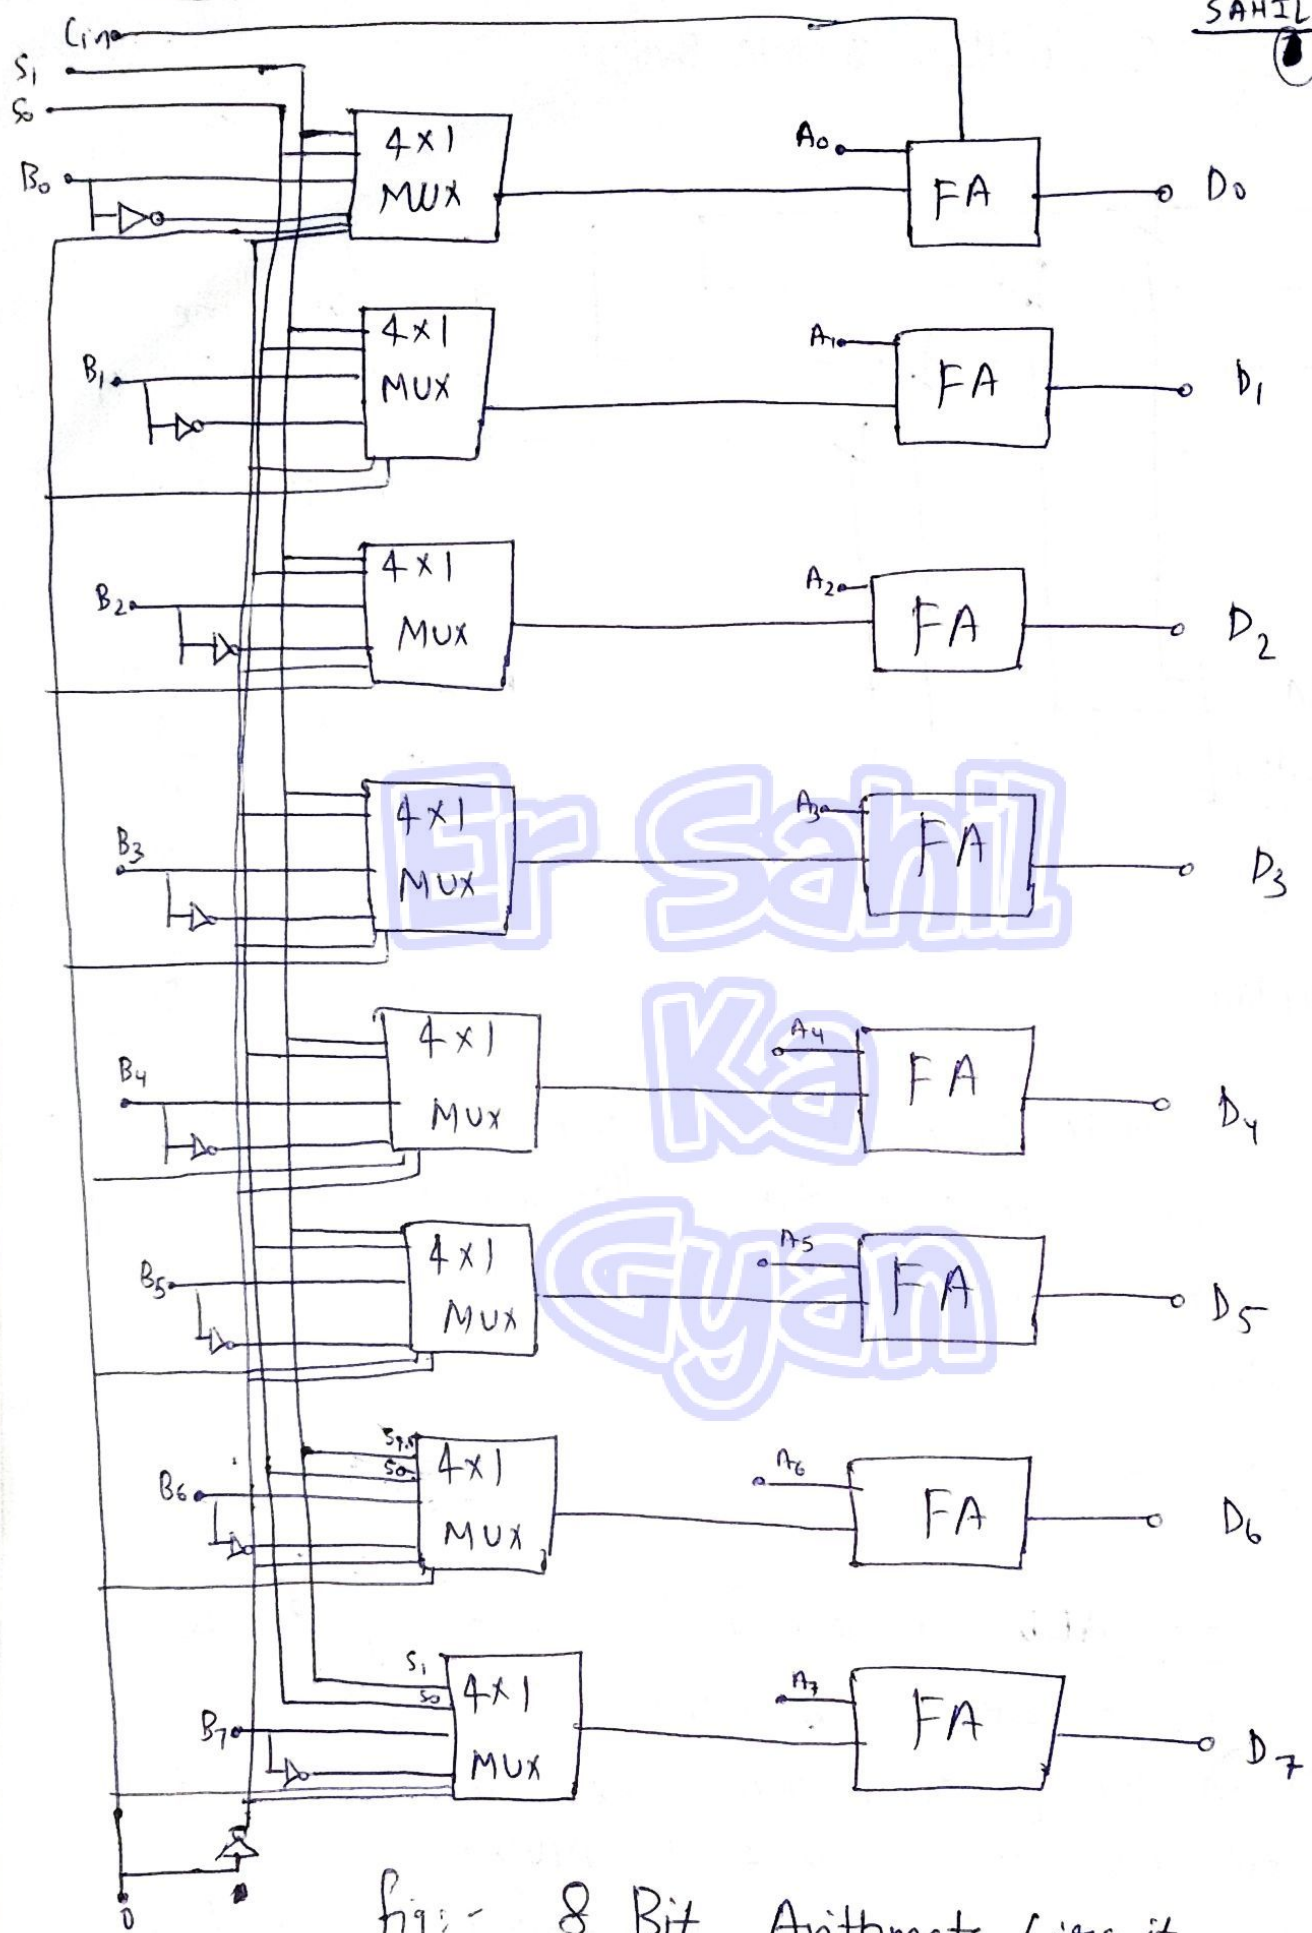 SAHIL
Cin
S1
S0
B0
4x1
MUX
A0
FA
D0
B1
4x1
MUX
A1
FA
D1
B2
4x1
MUX
A2
FA
D2
B3
4x1
MUX
A3
FA
D3
B4
4x1
MUX
A4
FA
D4
B5
4x1
MUX
A5
FA
D5
B6
S1
S0
4x1
MUX
A6
FA
D6
B7
S1
S0
4x1
MUX
A7
FA
D7
0
fig:- 8 Bit Arithmetic Circuit
Er Sahil
Ka
Gyan